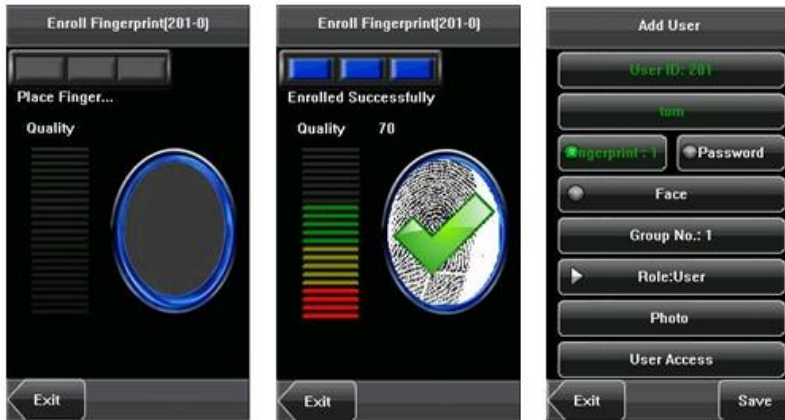 Enroll Fingerprint(201-0)
Place Finger...
Quality
Exit
Enroll Fingerprint(201-0)
Enrolled Successfully
Quality 70
Exit
Add User
User ID: 201
tom
ingerprint : 1
Password
Face
Group No.: 1
Role:User
Photo
User Access
Exit
Save